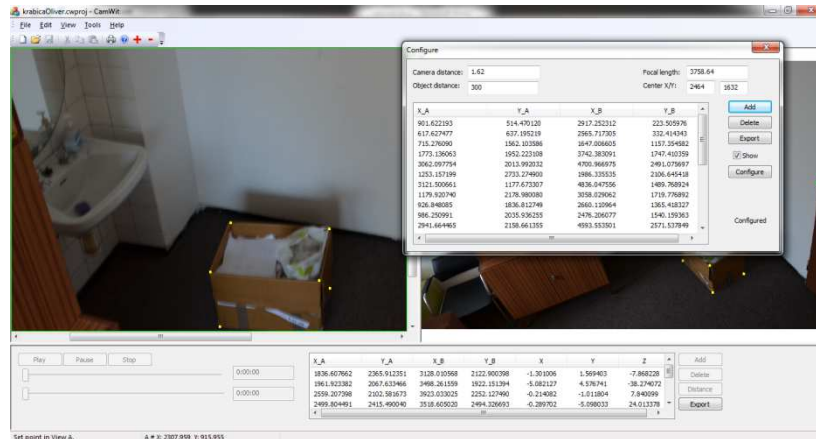 krabicaOliver.cwproj - CamWit
File Edit View Tools Help
Configure
Camera distance: 1.62 Focal length: 3758.64
Object distance: 300 Center X/Y: 2464 1632
X_A Y_A X_B Y_B
901.622193 514.470120 2917.252312 223.505976
617.627477 637.195219 2565.717305 332.414343
715.276090 1562.103586 1647.006605 1157.354582
1773.136063 1952.223108 3742.383091 1747.410359
3062.097754 2013.992032 4700.966975 2491.075697
1253.157199 2733.274900 1986.335535 2106.645418
3121.500661 1177.673307 4836.047556 1489.768924
1179.920740 2178.980080 3058.029062 1719.776892
926.848085 1836.812749 2660.110964 1365.418327
986.250991 2035.936255 2476.206077 1540.159363
2941.664465 2158.661355 4593.553501 2571.537849
Add
Delete
Export
Show
Configure
Configured
Play Pause Stop
0:00:00
0:00:00
X_A Y_A X_B Y_B X Y Z
1836.607662 2365.912351 3128.010568 2122.900398 -1.301006 1.569403 -7.868228
1961.923382 2067.633466 3498.261559 1922.151394 -5.082127 4.576741 -38.274072
2559.207398 2102.581673 3923.033025 2252.127490 -0.214082 -1.011804 7.840099
2499.804491 2415.490040 3518.605020 2494.326693 -0.289702 -5.098033 24.013378
Add
Delete
Distance
Export
Set point in View A. A # X: 2307.959 Y: 915.955